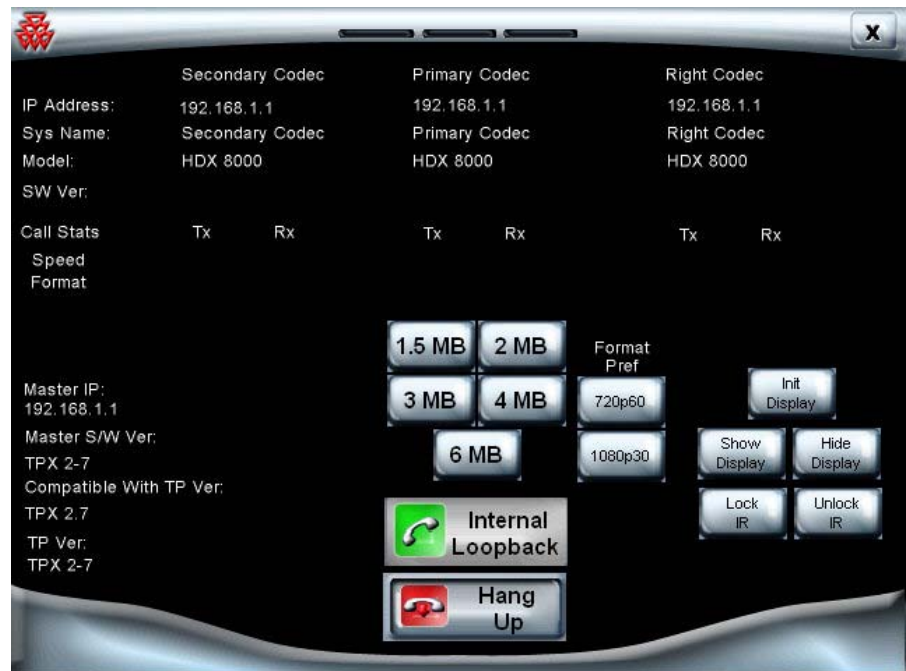 X
Secondary Codec Primary Codec Right Codec
IP Address: 192.168.1.1 192.168.1.1 192.168.1.1
Sys Name: Secondary Codec Primary Codec Right Codec
Model: HDX 8000 HDX 8000 HDX 8000
SW Ver:
Call Stats Tx Rx Tx Rx Tx Rx
Speed
Format
1.5 MB 2 MB
3 MB 4 MB
6 MB
Format
Pref
720p60
1080p30
Init
Display
Show
Display
Hide
Display
Lock
IR
Unlock
IR
Master IP:
192.168.1.1
Master S/W Ver:
TPX 2-7
Compatible With TP Ver:
TPX 2.7
TP Ver:
TPX 2-7
Internal
Loopback
Hang
Up